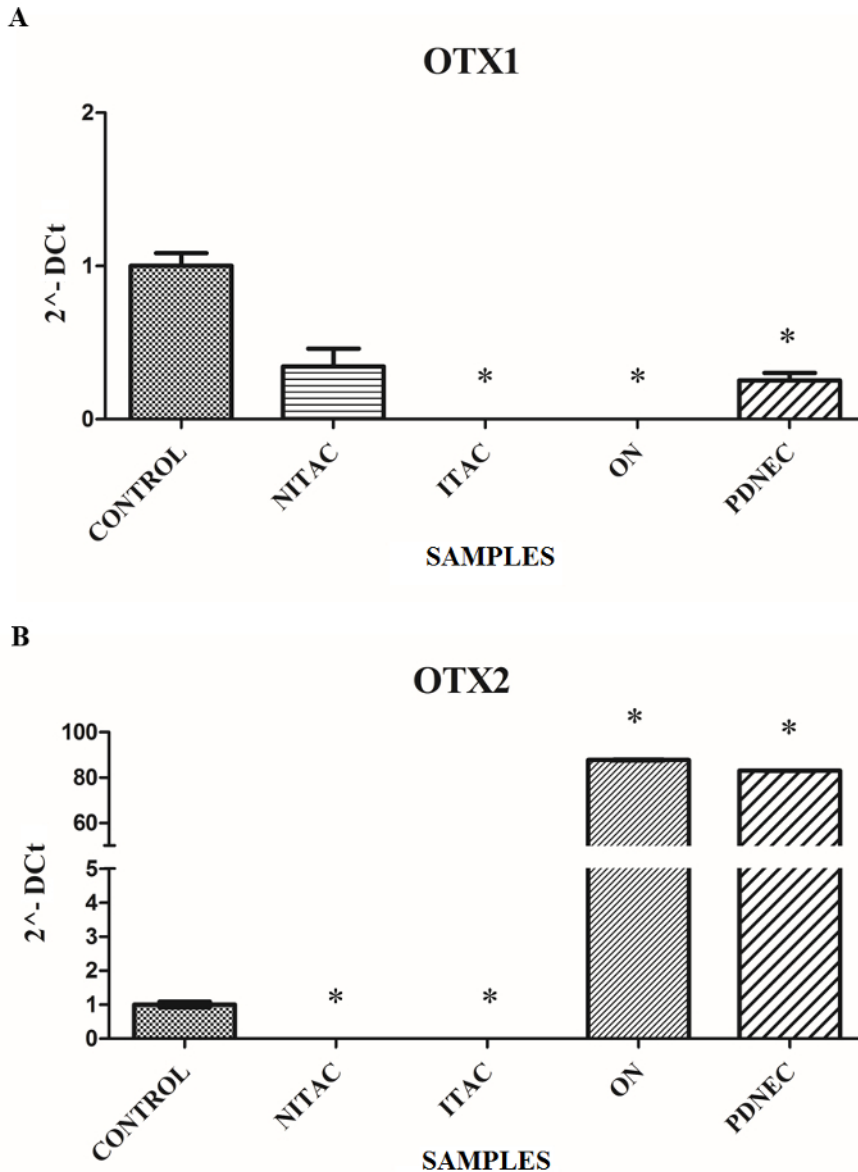 A
OTX1
2^- DCt
2
1
0
*
*
*
CONTROL
NITAC
ITAC
ON
PDNEC
SAMPLES
B
OTX2
2^- DCt
100
80
60
5
4
3
2
1
0
*
*
*
*
CONTROL
NITAC
ITAC
ON
PDNEC
SAMPLES